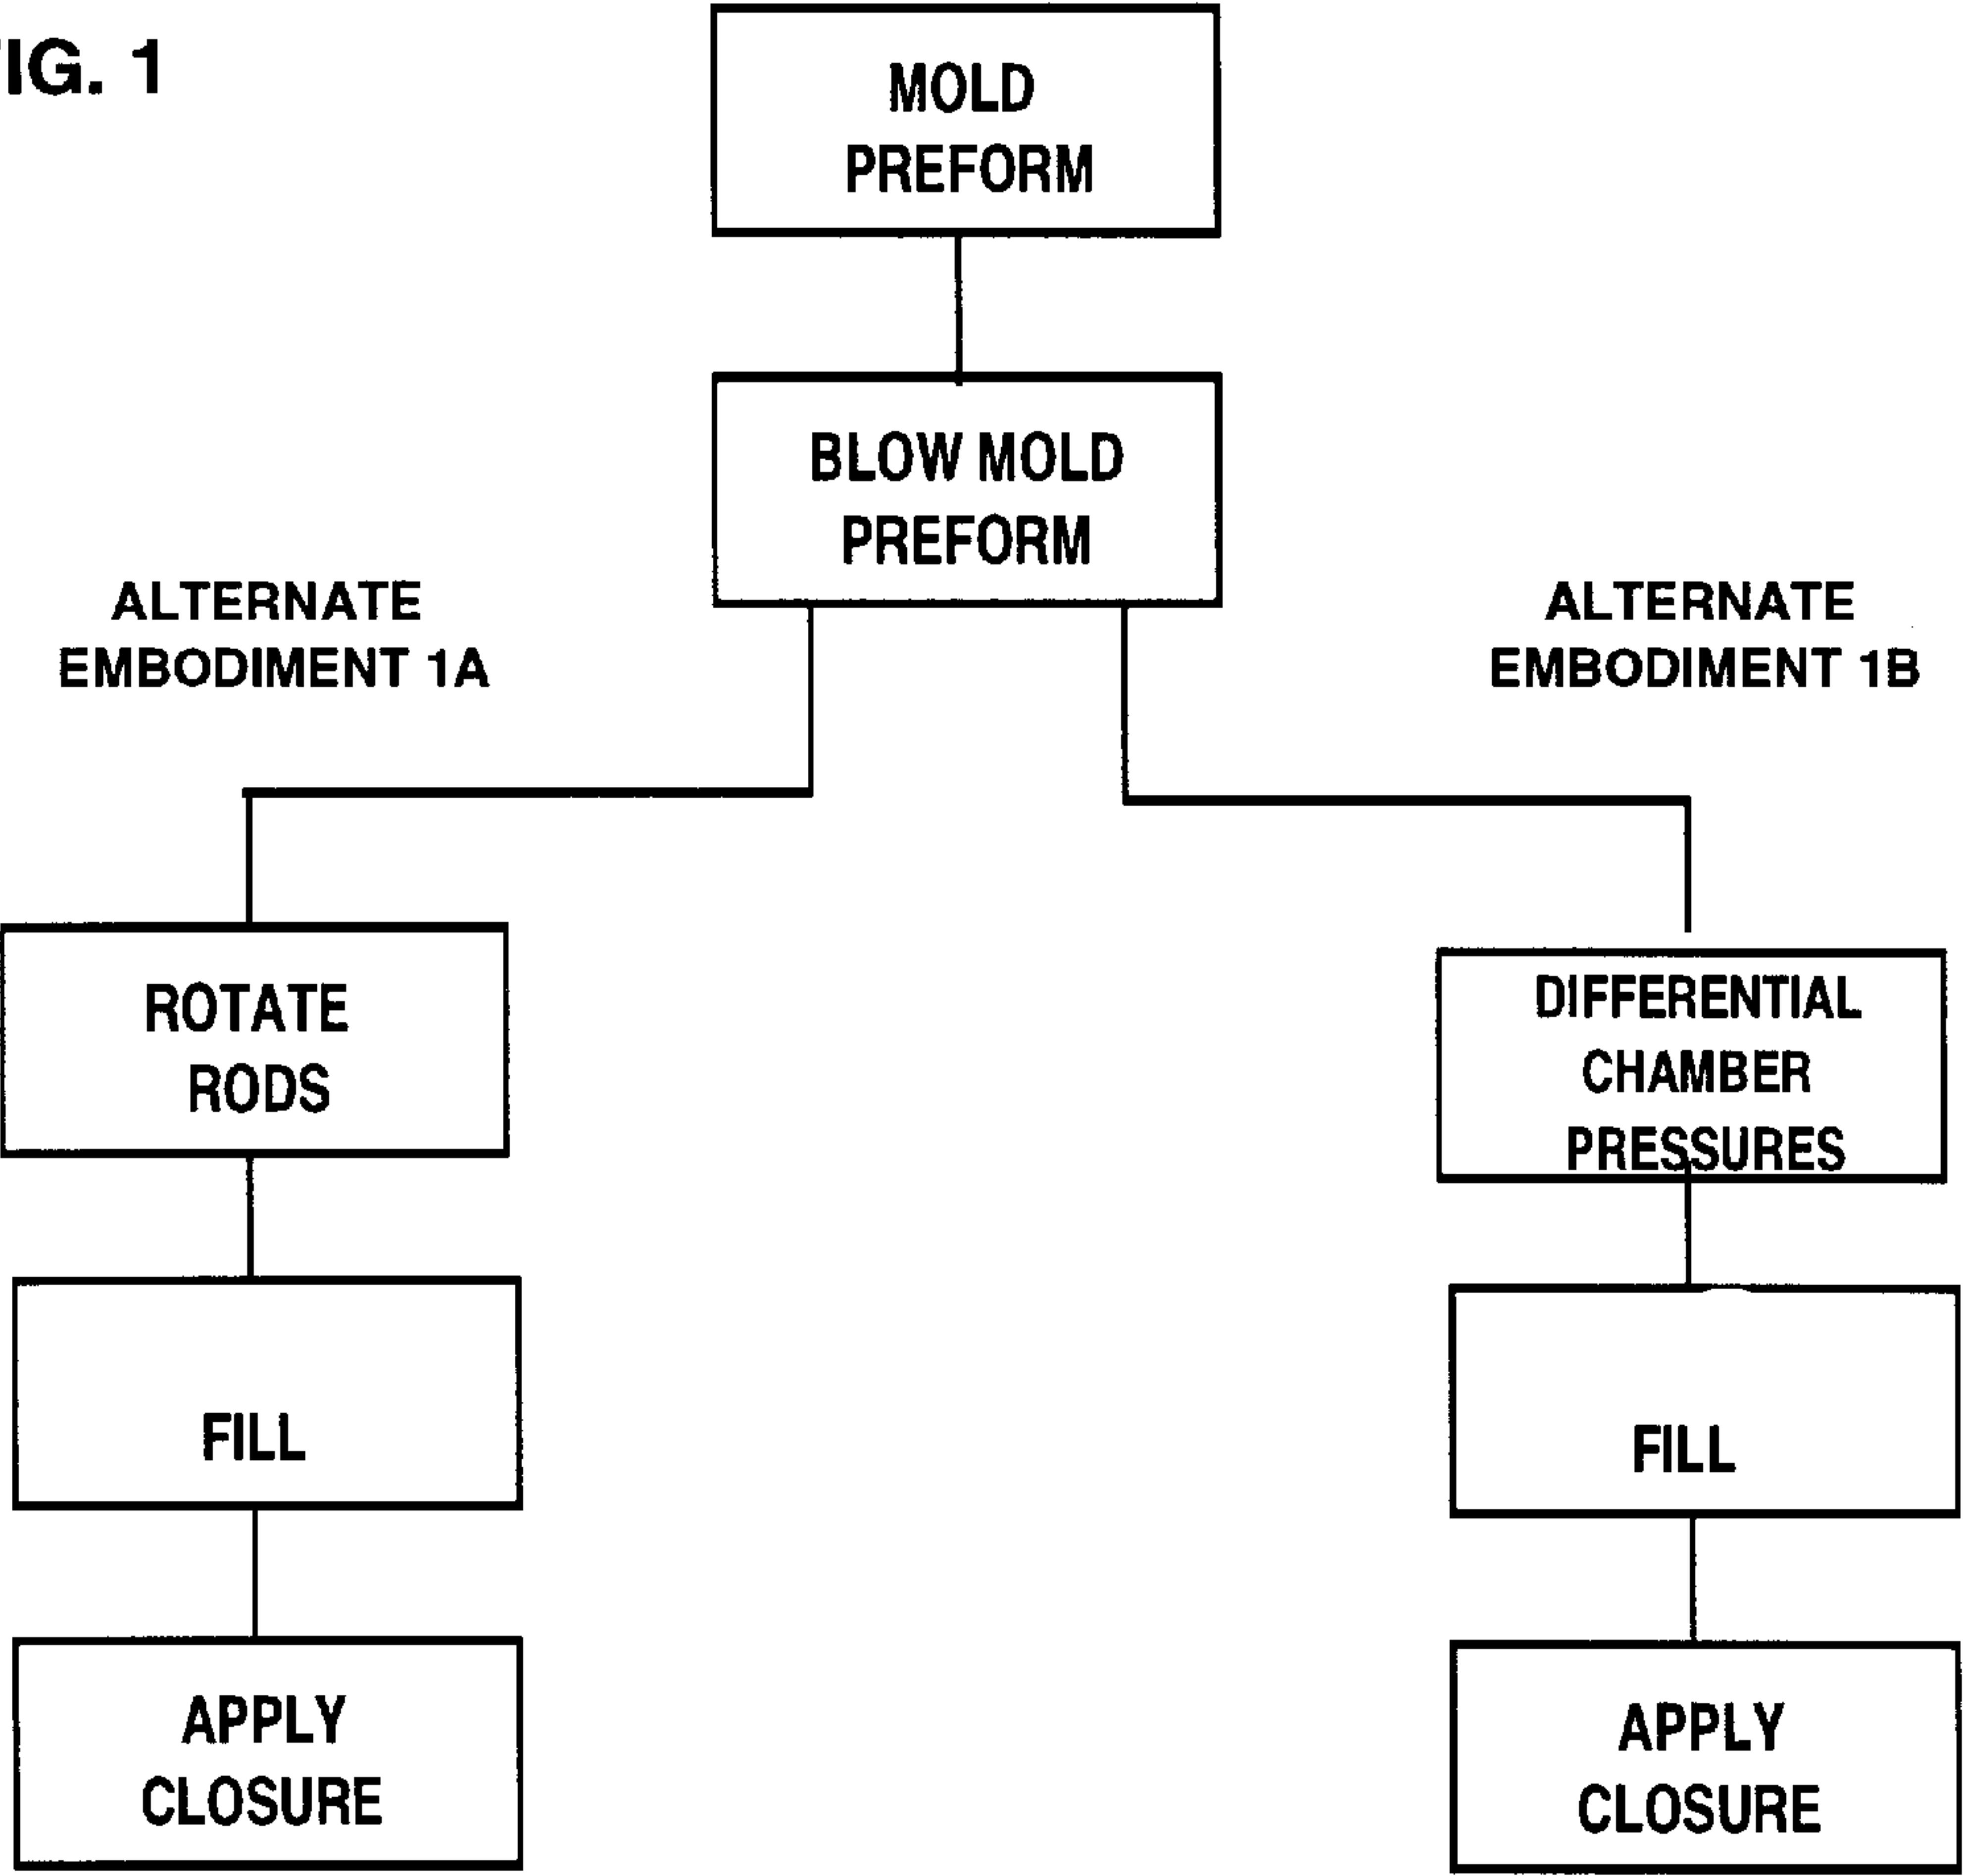 IG. 1
MOLD
PREFORM
BLOW MOLD
PREFORM
ALTERNATE
EMBODIMENT 1A
ALTERNATE
EMBODIMENT 1B
ROTATE
RODS
FILL
APPLY
CLOSURE
DIFFERENTIAL
CHAMBER
PRESSURES
FILL
APPLY
CLOSURE